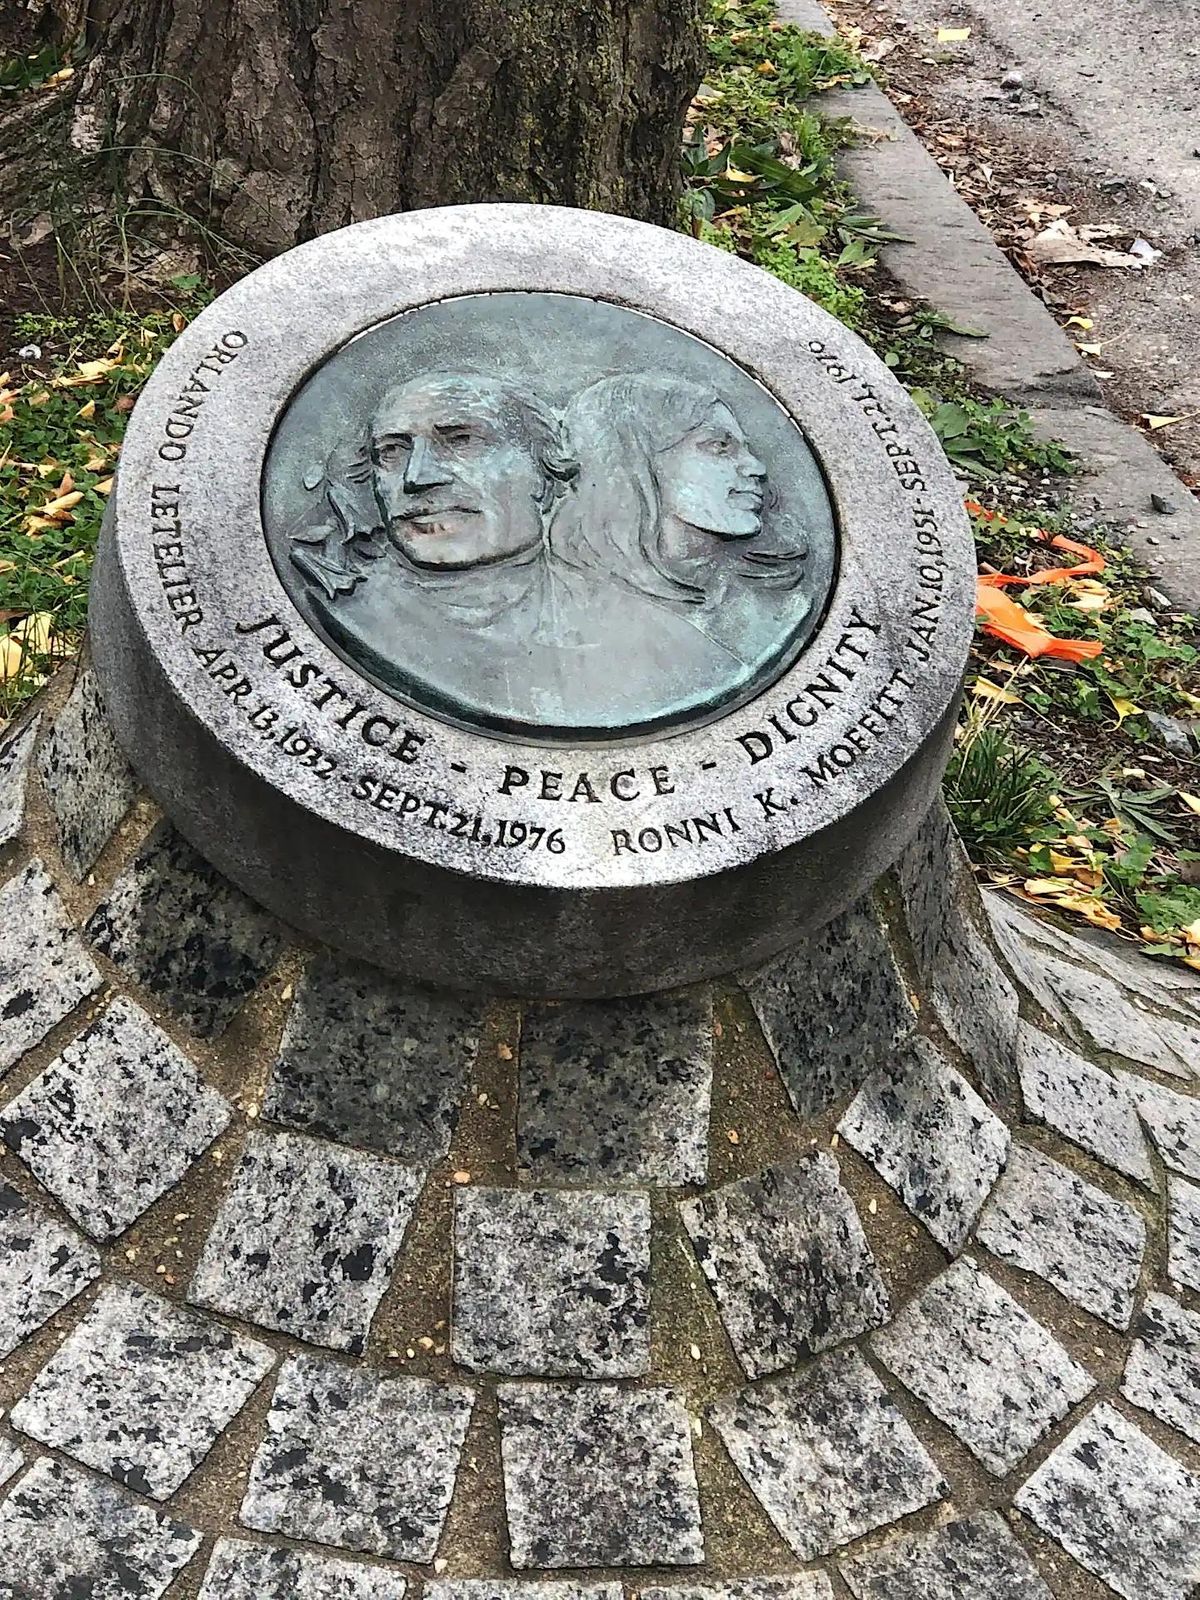 ORLANDO LETELIER APR.13,1932-SEPT.21,1976
RONNI K. MOFFITT JAN.10,1951-SEPT.21,1976
JUSTICE - PEACE - DIGNITY